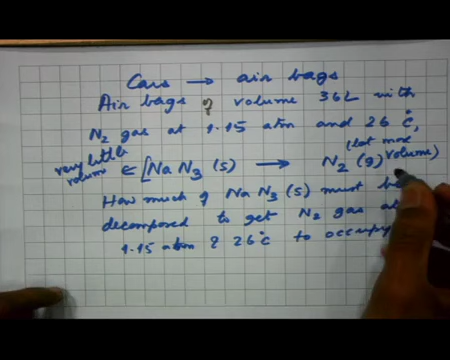 Cars → air bags
Air bags of volume 36L with
N₂ gas at 1.15 atm and 26°C,
very little volume ∈ [NaN₃(s) → N₂(g) (lot more volume)
How much of NaN₃(s) must be
decomposed to get N₂ gas at
1.15 atm & 26°C to occupy